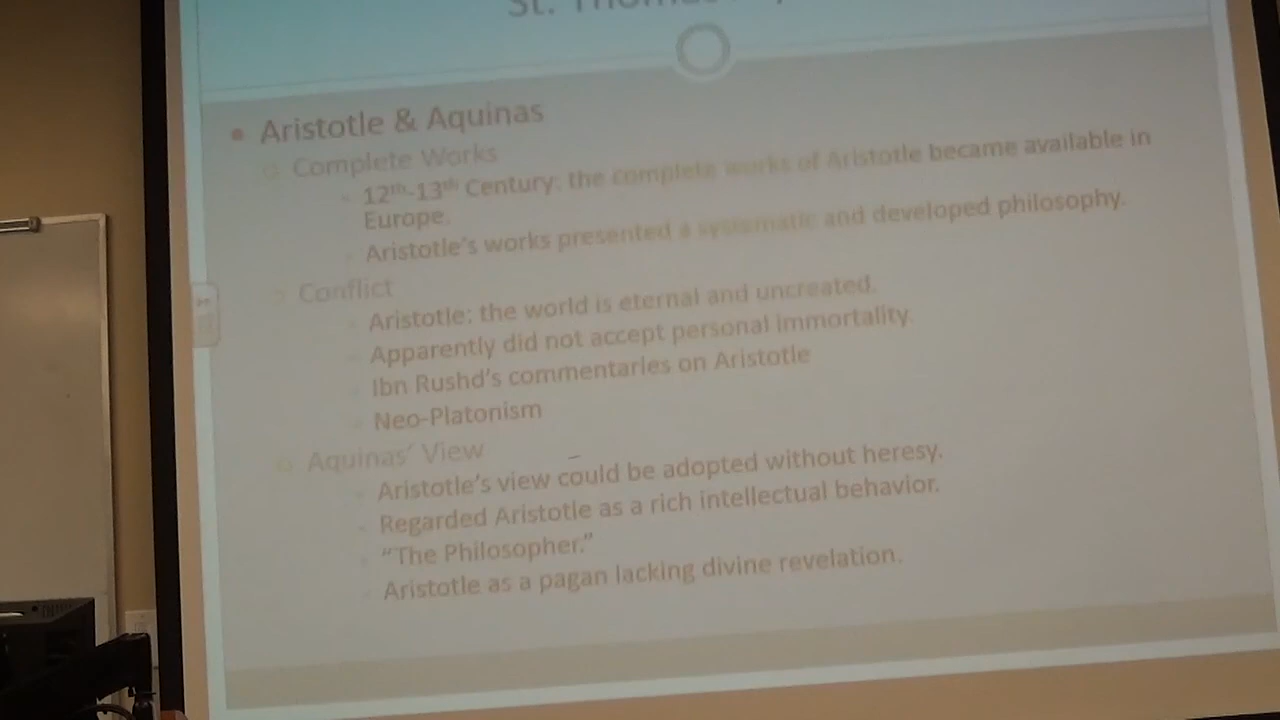 St. Thomas
Aristotle & Aquinas
Complete Works
12th-13th Century: the complete works of Aristotle became available in
Europe.
Aristotle's works presented a systematic and developed philosophy.
Conflict
Aristotle: the world is eternal and uncreated.
Apparently did not accept personal immortality.
Ibn Rushd's commentaries on Aristotle
Neo-Platonism
Aquinas' View
Aristotle's view could be adopted without heresy.
Regarded Aristotle as a rich intellectual behavior.
"The Philosopher."
Aristotle as a pagan lacking divine revelation.